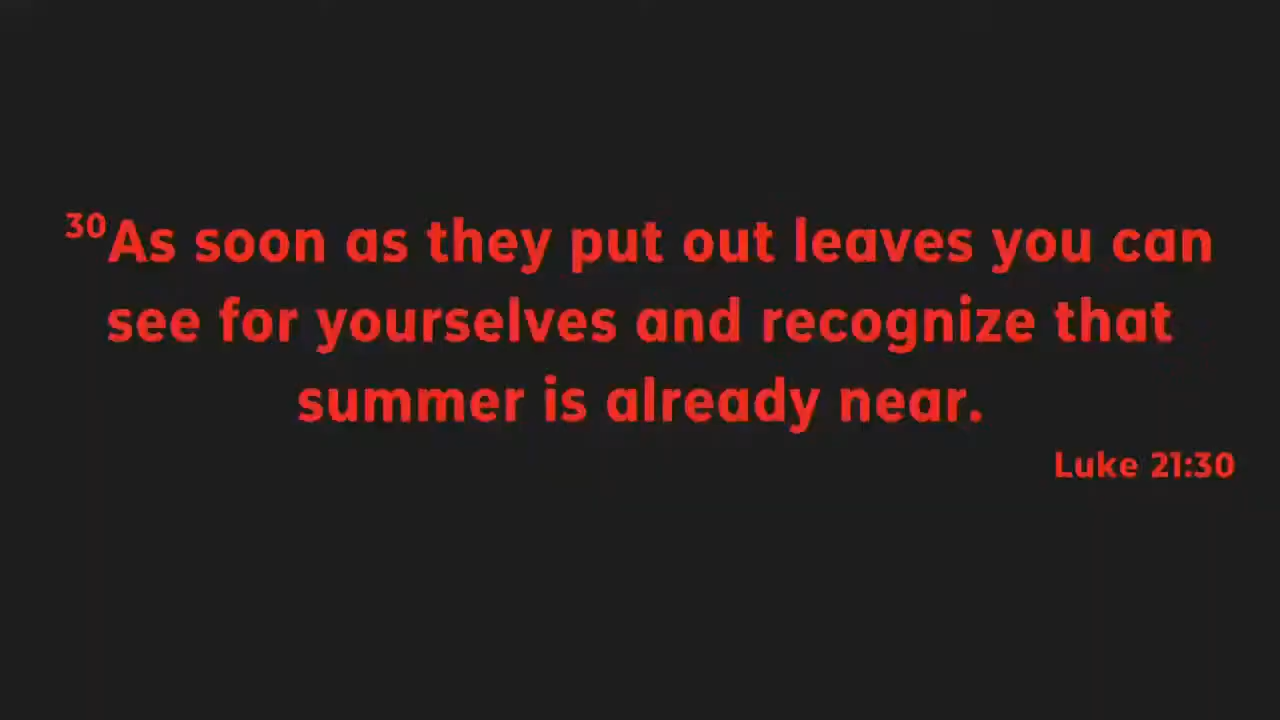 30As soon as they put out leaves you can
see for yourselves and recognize that
summer is already near.
Luke 21:30